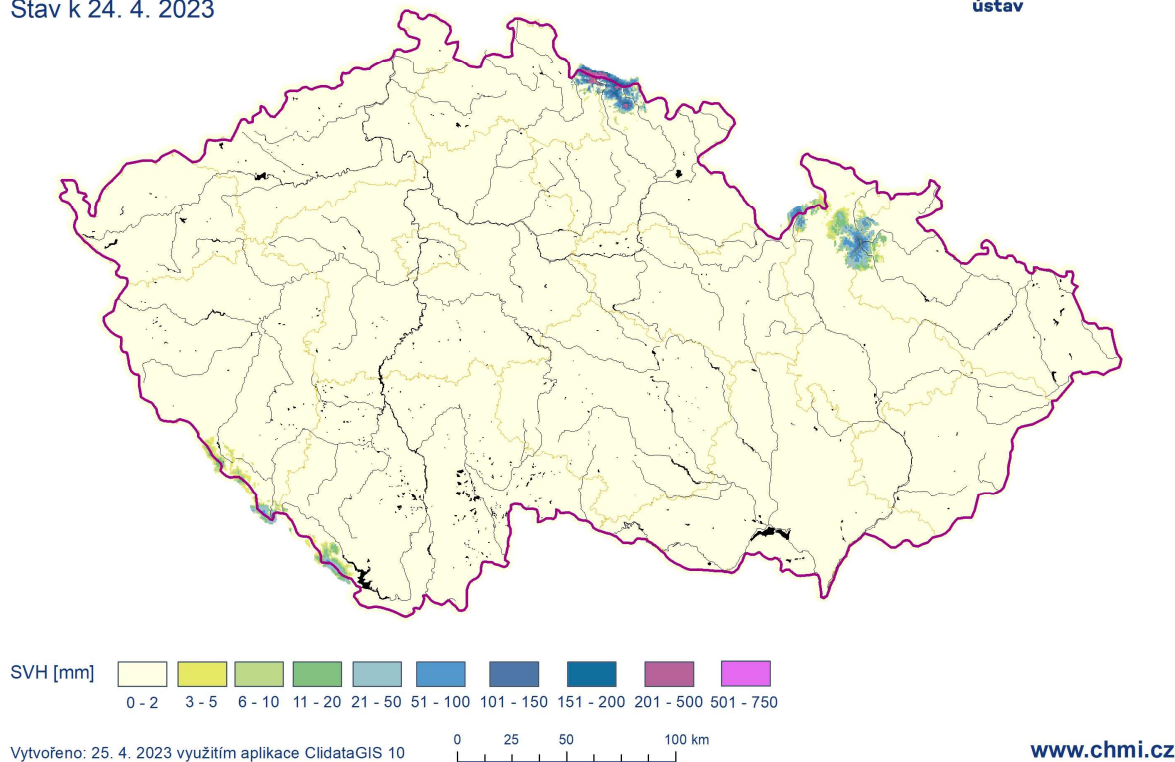 Stav k 24. 4. 2023
ústav
SVH [mm]
0 - 2
3 - 5
6 - 10
11 - 20
21 - 50
51 - 100
101 - 150
151 - 200
201 - 500
501 - 750
0 25 50 100 km
Vytvořeno: 25. 4. 2023 využitím aplikace ClidataGIS 10
www.chmi.cz